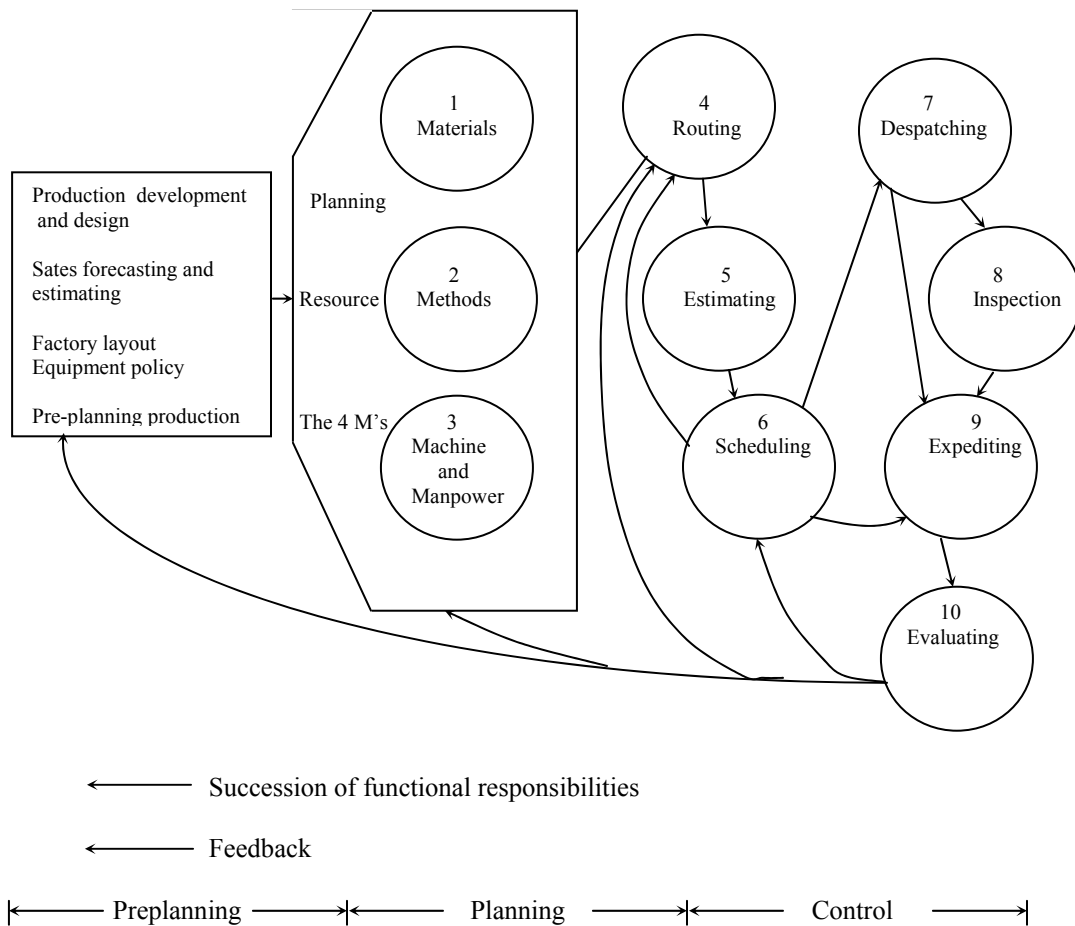 Production development
and design
Sates forecasting and
estimating
Factory layout
Equipment policy
Pre-planning production
Planning
Resource
The 4 M's
1
Materials
2
Methods
3
Machine
and
Manpower
4
Routing
5
Estimating
6
Scheduling
7
Despatching
8
Inspection
9
Expediting
10
Evaluating
Succession of functional responsibilities
Feedback
Preplanning
Planning
Control